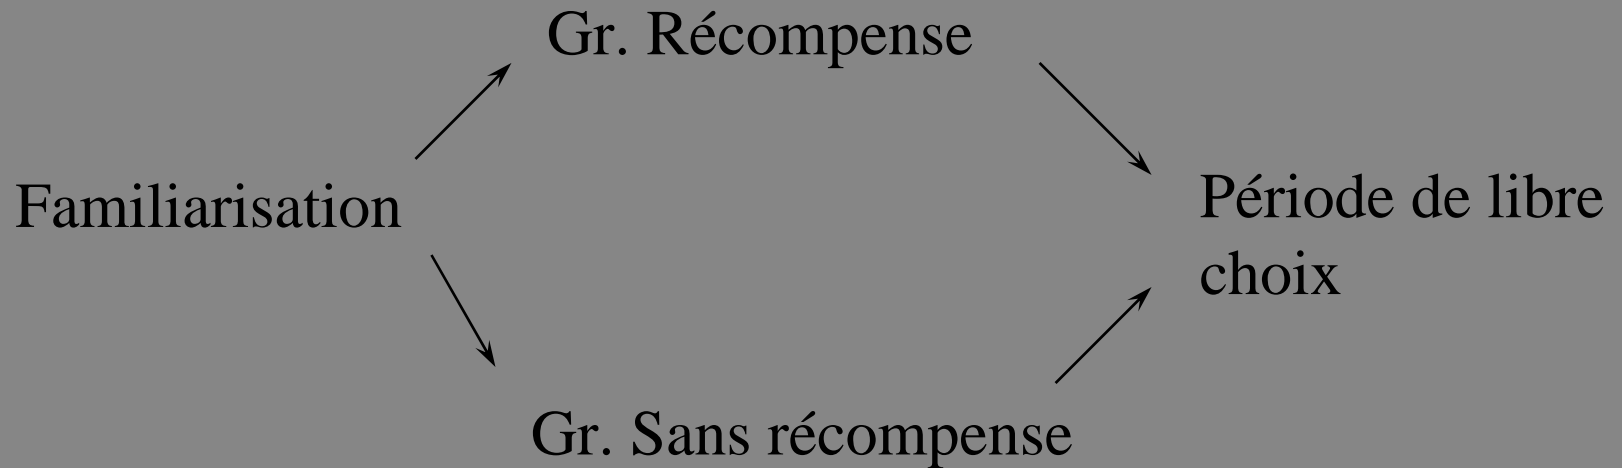 Gr. Récompense
Familiarisation
Période de libre
choix
Gr. Sans récompense